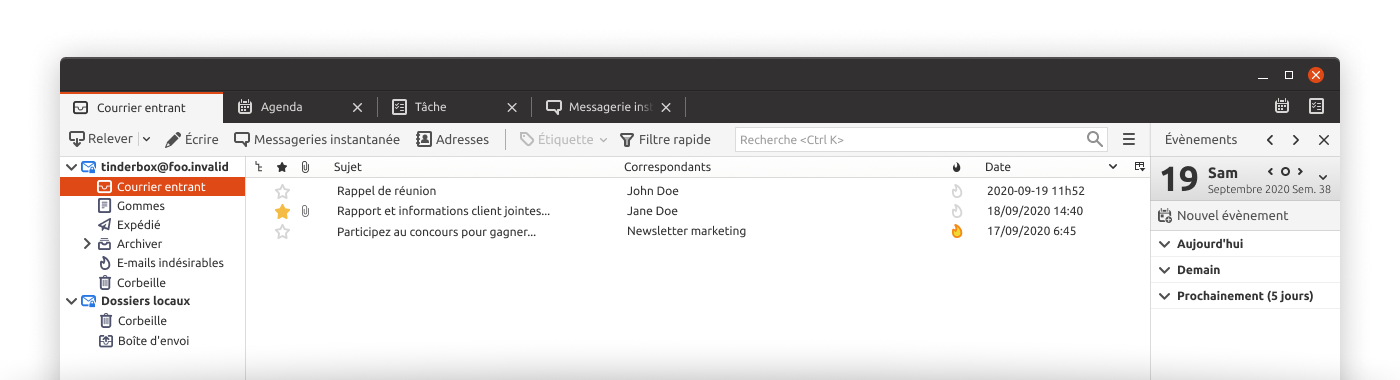 Courrier entrant
Agenda
Tâche
Messagerie inst
Relever
Écrire
Messageries instantanée
Adresses
Étiquette
Filtre rapide
Recherche <Ctrl K>
Évènements
tinderbox@foo.invalid
Courrier entrant
Gommes
Expédié
Archiver
E-mails indésirables
Corbeille
Dossiers locaux
Corbeille
Boîte d'envoi
Sujet Correspondants Date
Rappel de réunion John Doe 2020-09-19 11h52
Rapport et informations client jointes... Jane Doe 18/09/2020 14:40
Participez au concours pour gagner... Newsletter marketing 17/09/2020 6:45
19 Sam
Septembre 2020 Sem. 38
Nouvel évènement
Aujourd'hui
Demain
Prochainement (5 jours)